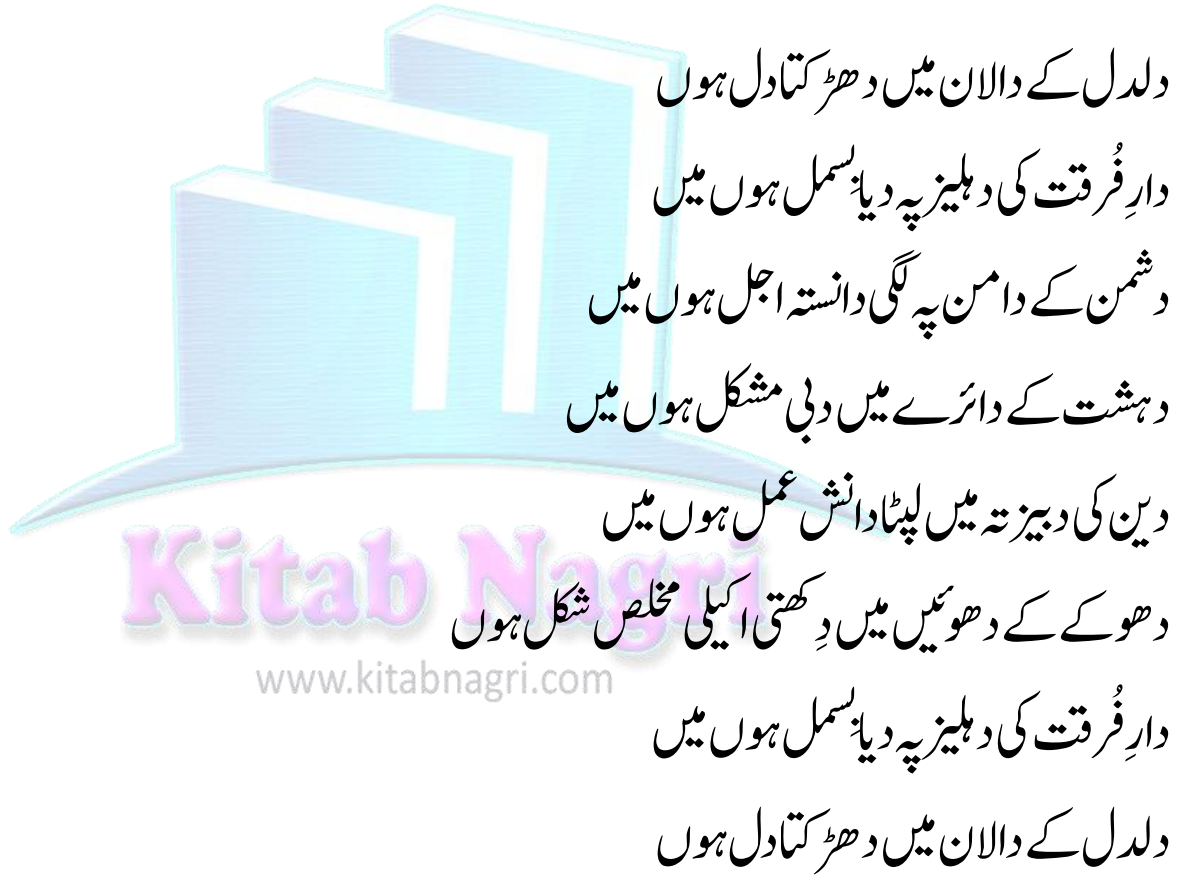 دلدل کے دالان میں دھڑکتا دل ہوں
دارِ فُرقت کی دہلیز پہ دیا بِسمل ہوں میں
دشمن کے دامن پہ لگی دانستہ اجل ہوں میں
دہشت کے دائرے میں دبی مشکل ہوں میں
دین کی دبیز تہ میں لپٹا دانش عمل ہوں میں
Kitab Nagri
دھوکے کے دھوئیں میں دِکھتی اکیلی مخلص شکل ہوں
www.kitabnagri.com
دارِ فُرقت کی دہلیز پہ دیا بِسمل ہوں میں
دلدل کے دالان میں دھڑکتا دل ہوں